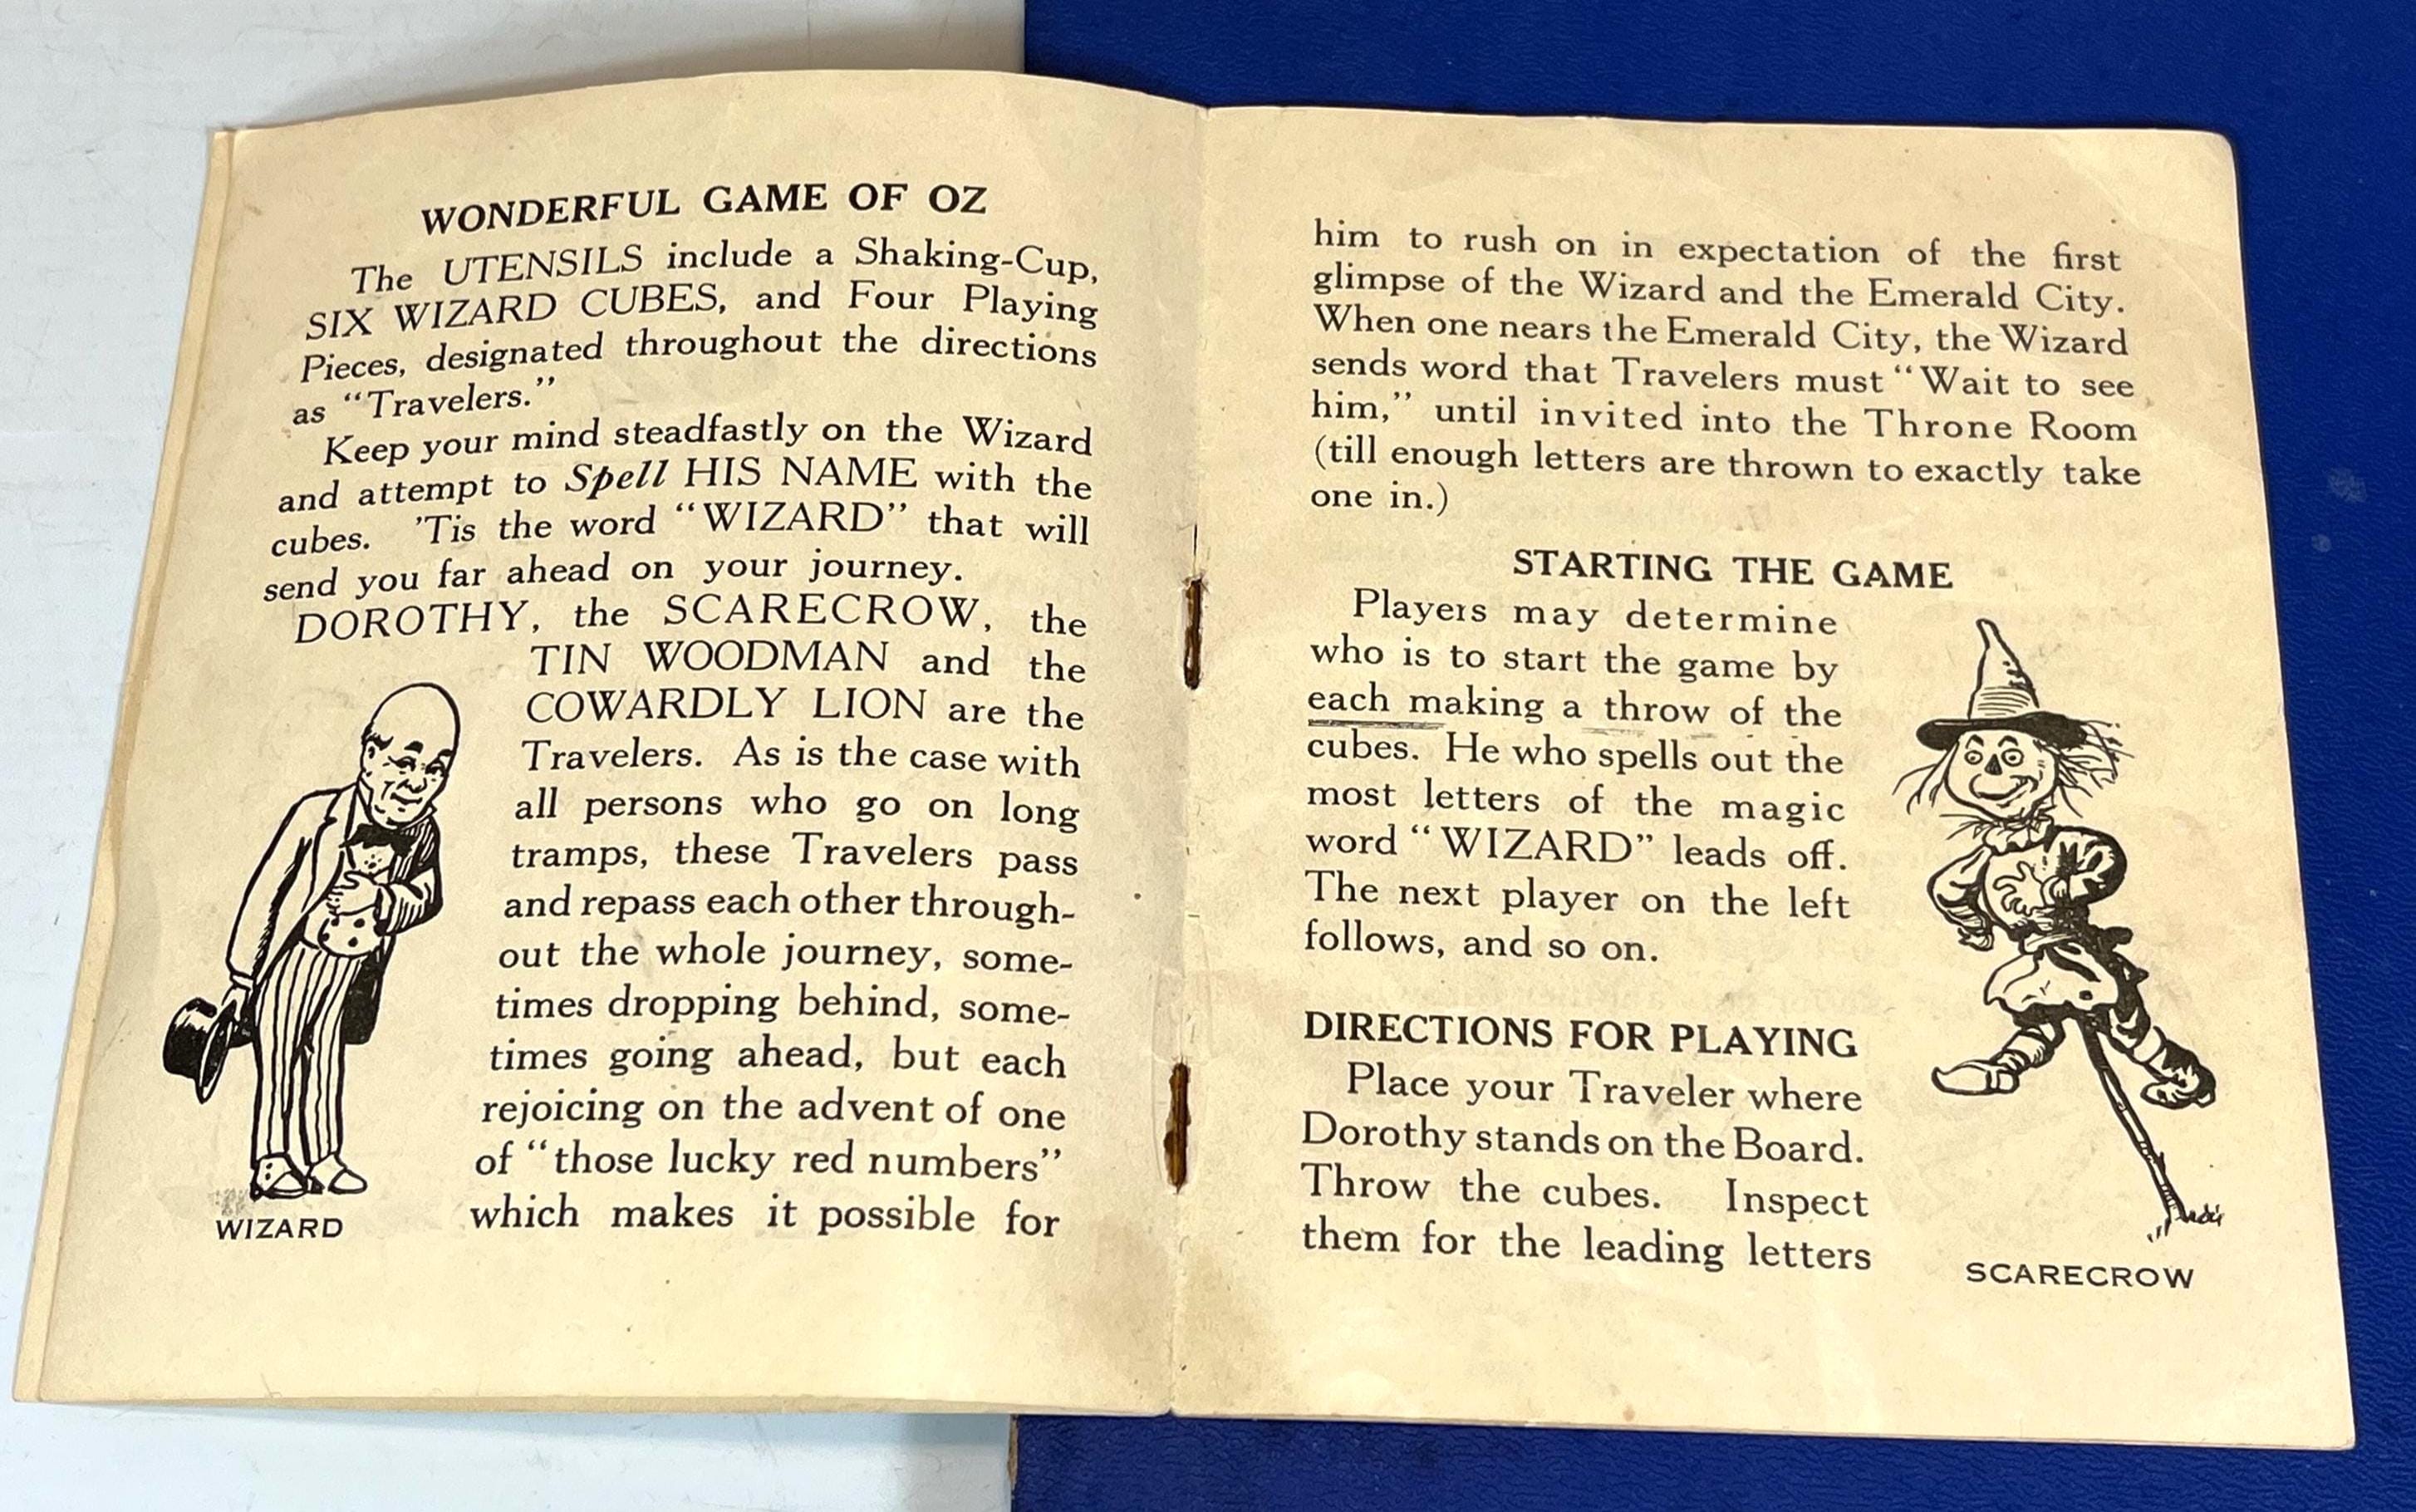 WONDERFUL GAME OF OZ
The UTENSILS include a Shaking-Cup,
SIX WIZARD CUBES, and Four Playing
Pieces, designated throughout the directions
as "Travelers."
Keep your mind steadfastly on the Wizard
and attempt to Spell HIS NAME with the
cubes. 'Tis the word "WIZARD" that will
send you far ahead on your journey.
DOROTHY, the SCARECROW, the
TIN WOODMAN and the
COWARDLY LION are the
Travelers. As is the case with
all persons who go on long
tramps, these Travelers pass
and repass each other through-
out the whole journey, some-
times dropping behind, some-
times going ahead, but each
rejoicing on the advent of one
of "those lucky red numbers"
which makes it possible for
WIZARD
him to rush on in expectation of the first
glimpse of the Wizard and the Emerald City.
When one nears the Emerald City, the Wizard
sends word that Travelers must "Wait to see
him," until invited into the Throne Room
(till enough letters are thrown to exactly take
one in.)
STARTING THE GAME
Players may determine
who is to start the game by
each making a throw of the
cubes. He who spells out the
most letters of the magic
word "WIZARD" leads off.
The next player on the left
follows, and so on.
DIRECTIONS FOR PLAYING
Place your Traveler where
Dorothy stands on the Board.
Throw the cubes. Inspect
them for the leading letters
SCARECROW